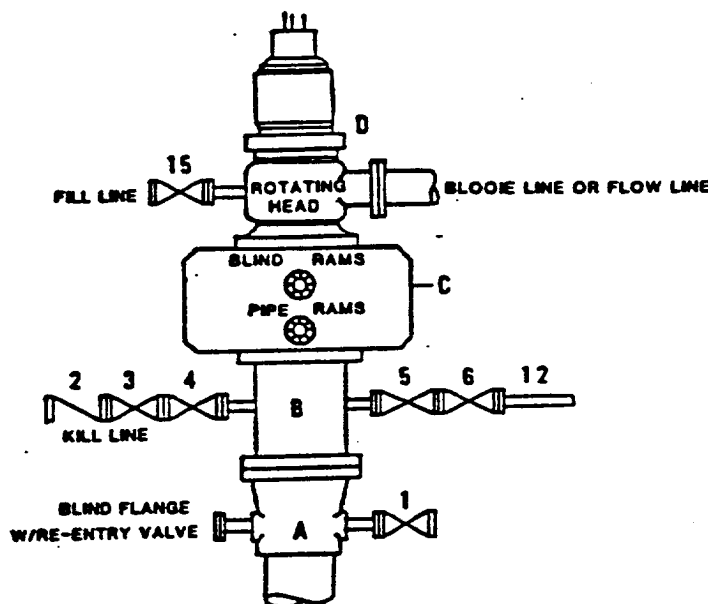 D
15
FILL LINE
ROTATING HEAD
BLOOIE LINE OR FLOW LINE
BLIND RAMS
C
PIPE RAMS
2 3 4
5 6 12
B
KILL LINE
BLIND FLANGE
W/RE-ENTRY VALVE
A
1